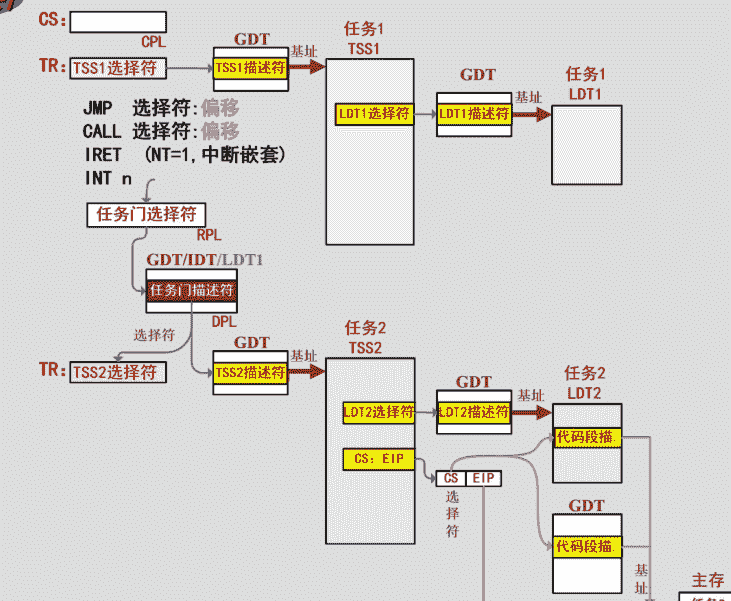 CS:
CPL
TR:
TSS1选择符
GDT
TSS1描述符
基址
任务1
TSS1
LDT1选择符
GDT
LDT1描述符
基址
任务1
LDT1
JMP 选择符:偏移
CALL 选择符:偏移
IRET (NT=1,中断嵌套)
INT n
任务门选择符
RPL
GDT/IDT/LDT1
任务门描述符
DPL
选择符
TR:
TSS2选择符
GDT
TSS2描述符
基址
任务2
TSS2
LDT2选择符
CS: EIP
GDT
LDT2描述符
基址
任务2
LDT2
代码段描
CS EIP
选择符
GDT
代码段描
基址
主存